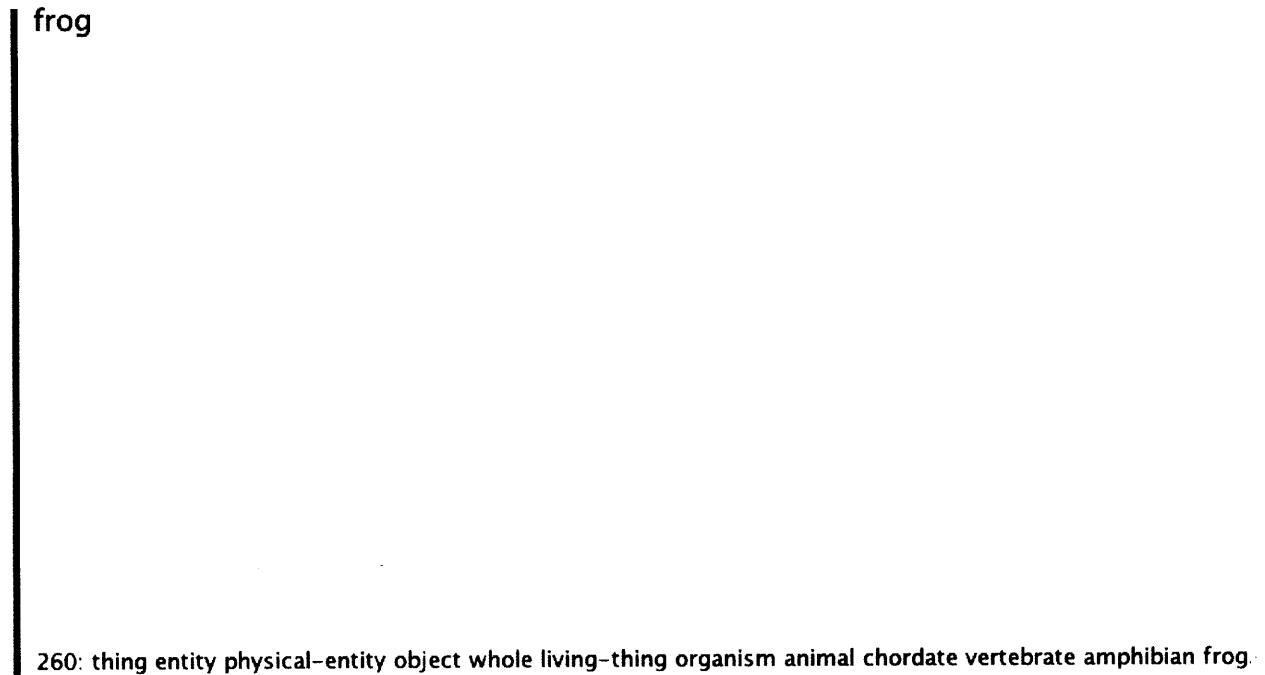 frog
260: thing entity physical-entity object whole living-thing organism animal chordate vertebrate amphibian frog.